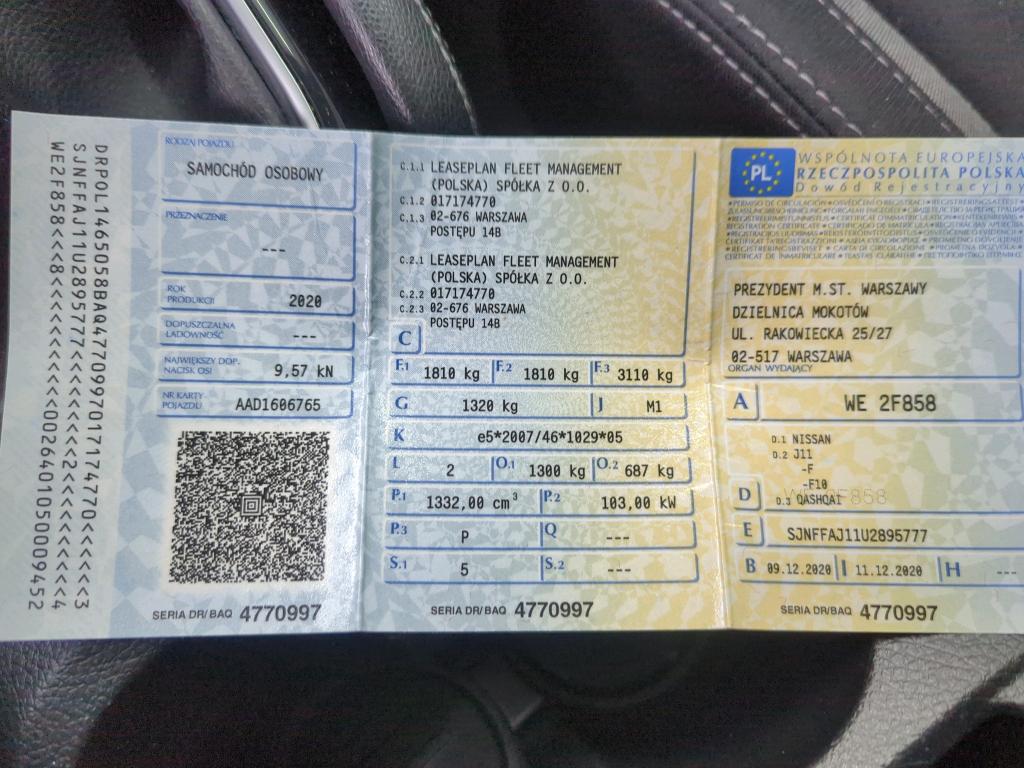 DRPOL1465058BAQ4770997017174770<<<<<<3
RODZAJ POJAZDU
SAMOCHÓD OSOBOWY
PRZEZNACZENIE
---
ROK
PRODUKCJI 2020
DOPUSZCZALNA
ŁADOWNOŚĆ ---
NAJWIĘKSZY DOP.
NACISK OSI 9,57 kN
NR KARTY
POJAZDU AAD1606765
SERIA DR/BAQ 4770997
C.1.1 LEASEPLAN FLEET MANAGEMENT
(POLSKA) SPÓŁKA Z O.O.
C.1.2 017174770
C.1.3 02-676 WARSZAWA
POSTĘPU 14B
C.2.1 LEASEPLAN FLEET MANAGEMENT
(POLSKA) SPÓŁKA Z O.O.
C.2.2 017174770
C.2.3 02-676 WARSZAWA
POSTĘPU 14B
C
F.1 1810 kg F.2 1810 kg F.3 3110 kg
G 1320 kg J M1
K e5*2007/46*1029*05
L 2 O.1 1300 kg O.2 687 kg
P.1 1332,00 cm³ P.2 103,00 kW
P.3 P Q ---
S.1 5 S.2 ---
SERIA DR/BAQ 4770997
PL
WSPÓLNOTA EUROPEJSKA
RZECZPOSPOLITA POLSKA
Dowód Rejestracyjny
PREZYDENT M.ST. WARSZAWY
DZIELNICA MOKOTÓW
UL. RAKOWIECKA 25/27
02-517 WARSZAWA
ORGAN WYDAJĄCY
A WE 2F858
D.1 NISSAN
D.2 J11
-F
-F10
D D.3 QASHQAI
E SJNFFAJ11U2895777
B 09.12.2020 I 11.12.2020 H ---
SERIA DR/BAQ 4770997